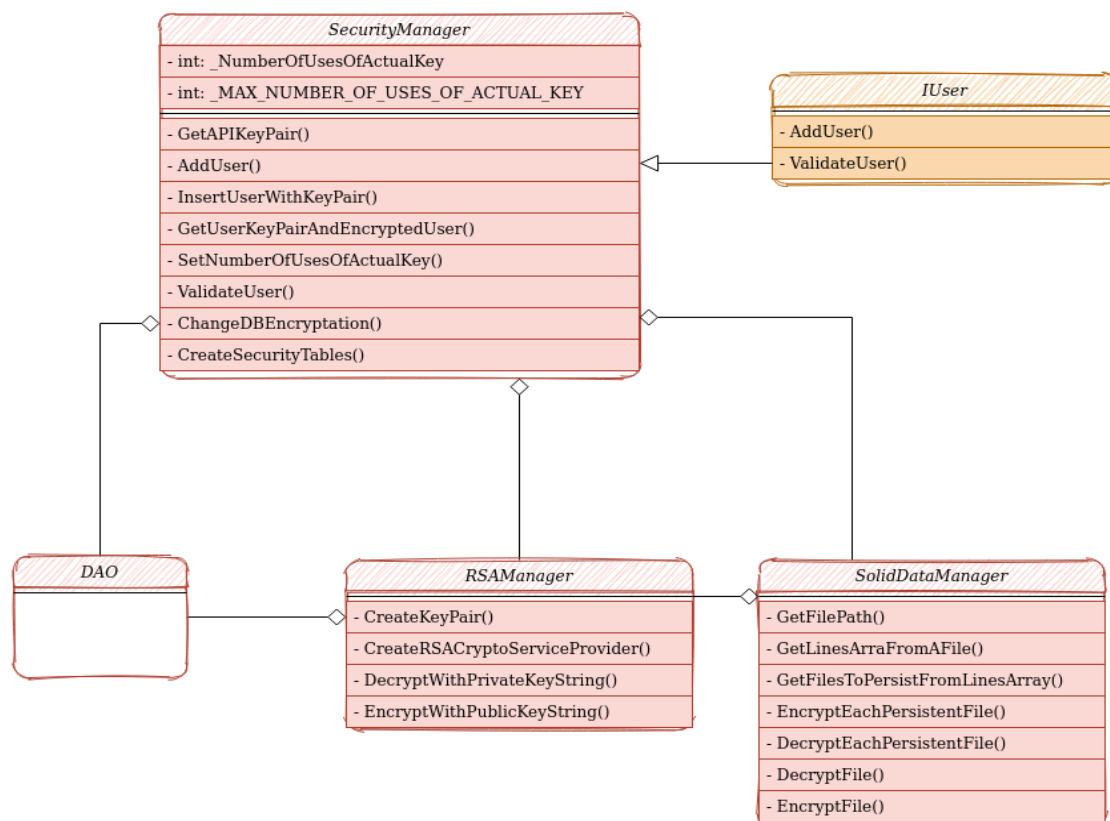 SecurityManager
- int: _NumberOfUsesOfActualKey
- int: _MAX_NUMBER_OF_USES_OF_ACTUAL_KEY
- GetAPIKeyPair()
- AddUser()
- InsertUserWithKeyPair()
- GetUserKeyPairAndEncryptedUser()
- SetNumberOfUsesOfActualKey()
- ValidateUser()
- ChangeDBEncryptation()
- CreateSecurityTables()
IUser
- AddUser()
- ValidateUser()
DAO
RSAManager
- CreateKeyPair()
- CreateRSACryptoServiceProvider()
- DecryptWithPrivateKeyString()
- EncryptWithPublicKeyString()
SolidDataManager
- GetFilePath()
- GetLinesArraFromAFile()
- GetFilesToPersistFromLinesArray()
- EncryptEachPersistentFile()
- DecryptEachPersistentFile()
- DecryptFile()
- EncryptFile()